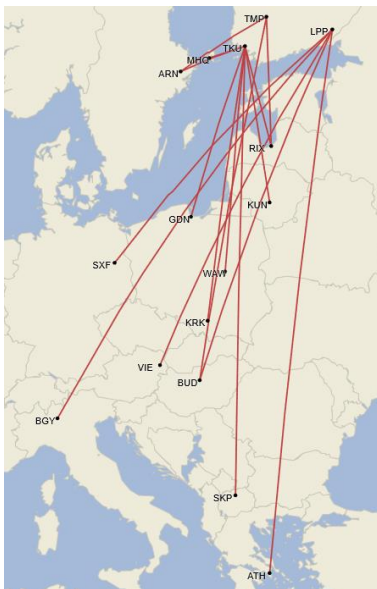 TMP
LPP
TKU
MHQ
ARN
RIX
KUN
GDN
SXF
WAW
KRK
VIE
BUD
BGY
SKP
ATH